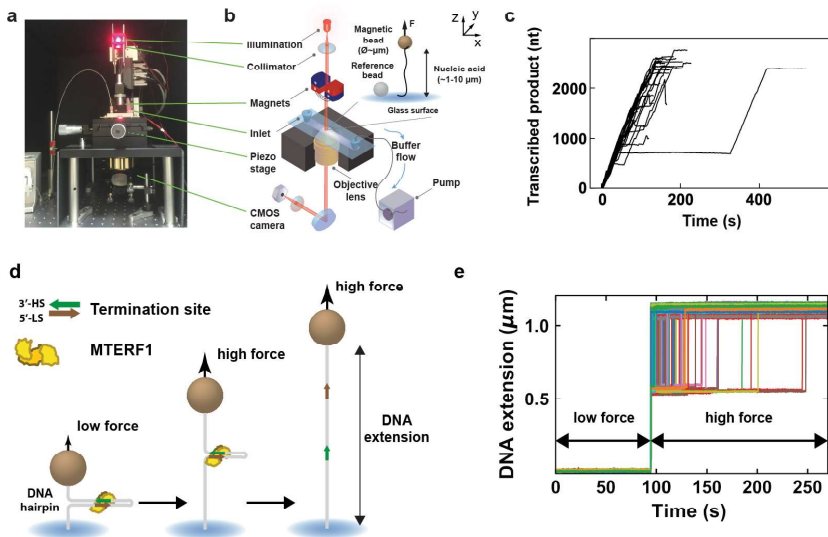 a
b
c
d
e
Illumination
Collimator
Magnets
Inlet
Piezo
stage
CMOS
camera
Magnetic
bead
(Ø~μm)
Reference
bead
F
z
y
x
Nucleic acid
(~1-10 μm)
Glass surface
Buffer
flow
Objective
lens
Pump
Transcribed product (nt)
2000
1000
0
0
200
400
Time (s)
3'-HS
5'-LS
Termination site
MTERF1
low force
DNA
hairpin
high force
high force
DNA
extension
DNA extension (μm)
1.0
0.5
low force
high force
0
50
100
150
200
250
Time (s)